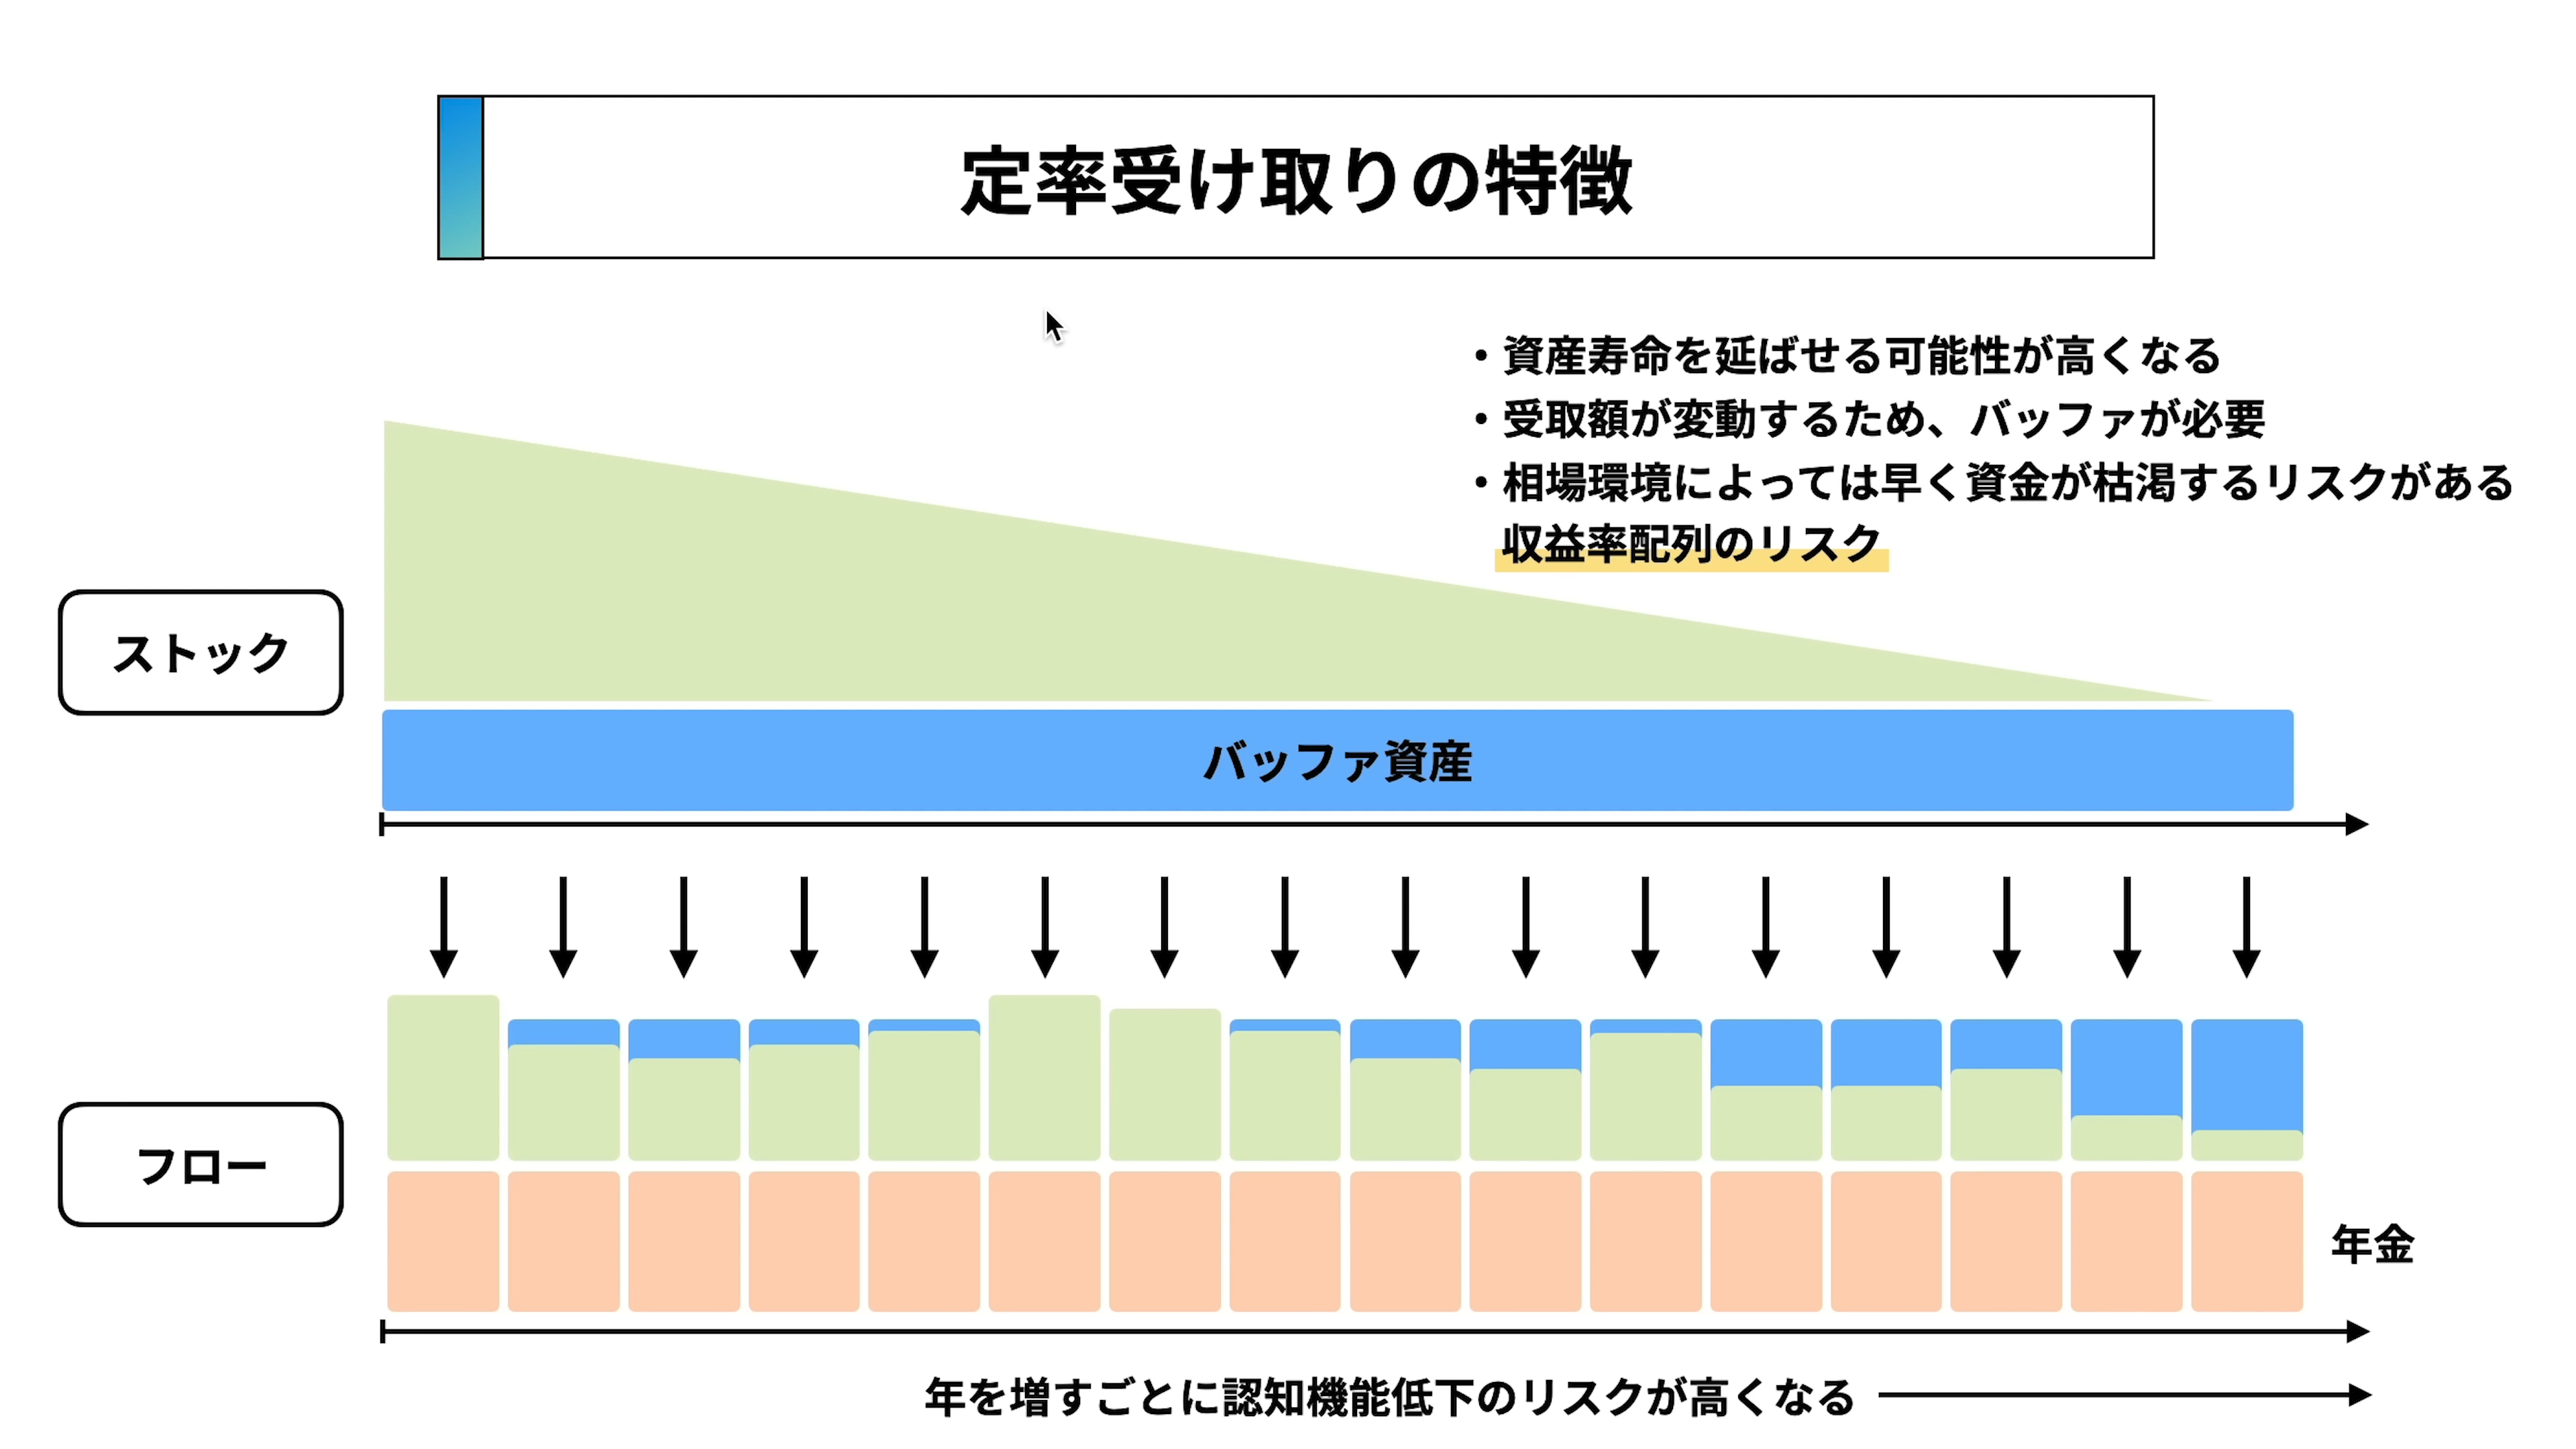 定率受け取りの特徴
・資産寿命を延ばせる可能性が高くなる
・受取額が変動するため、バッファが必要
・相場環境によっては早く資金が枯渇するリスクがある
収益率配列のリスク
ストック
バッファ資産
フロー
年金
年を増すごとに認知機能低下のリスクが高くなる